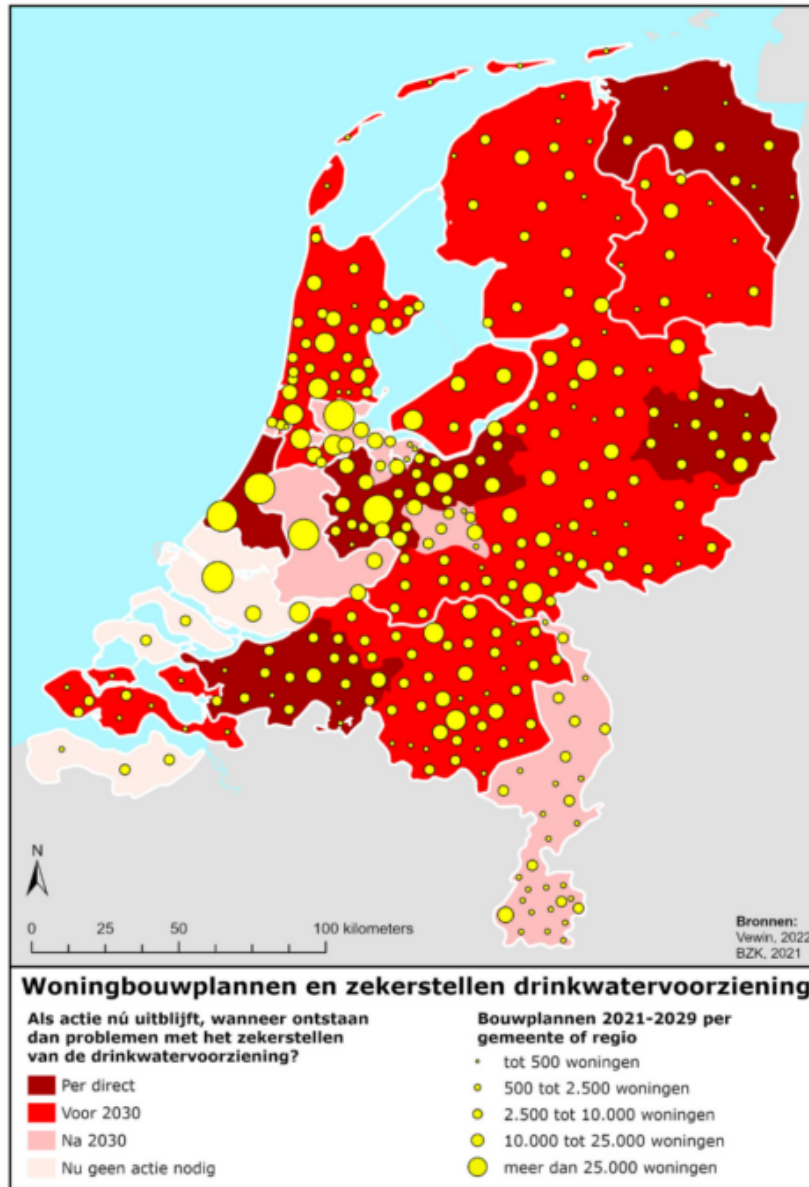 N
0 25 50 100 kilometers
Bronnen:
Vewin, 2022
BZK, 2021
Woningbouwplannen en zekerstellen drinkwatervoorziening
Als actie nú uitblijft, wanneer ontstaan
dan problemen met het zekerstellen
van de drinkwatervoorziening?
Per direct
Voor 2030
Na 2030
Nu geen actie nodig
Bouwplannen 2021-2029 per
gemeente of regio
tot 500 woningen
500 tot 2.500 woningen
2.500 tot 10.000 woningen
10.000 tot 25.000 woningen
meer dan 25.000 woningen